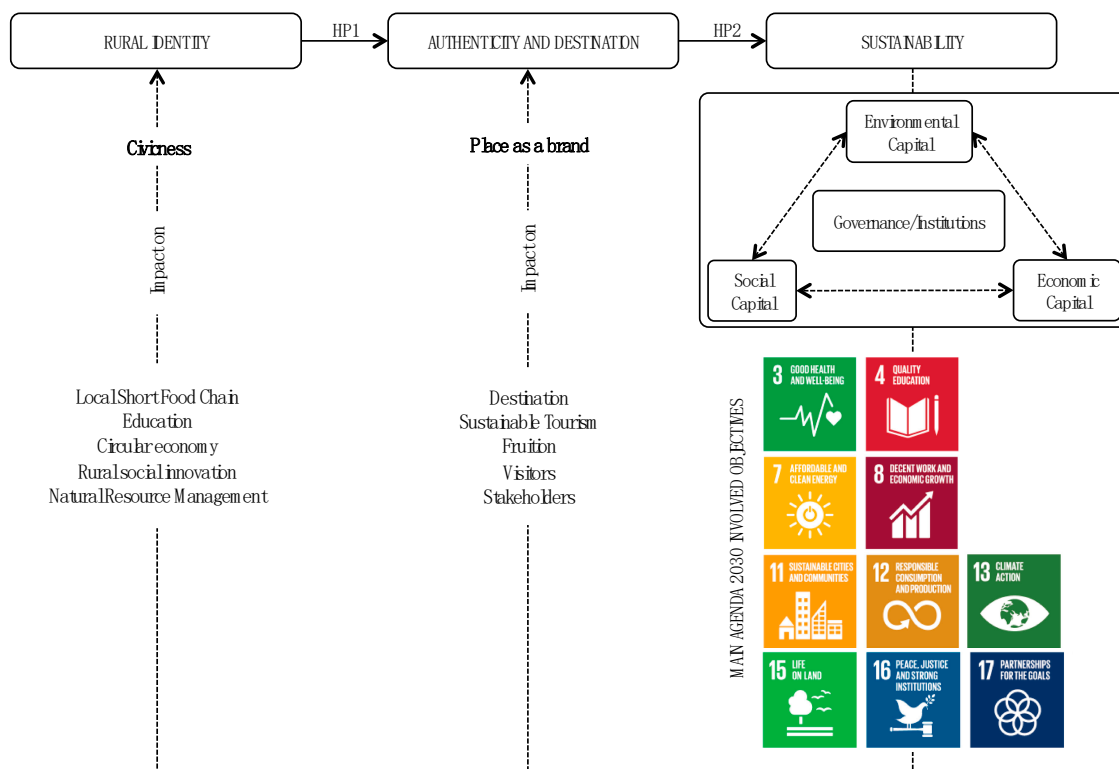 RURAL IDENTITY
HP1
AUTHENTICITY AND DESTINATION
HP2
SUSTAINABILITY
Civicness
Impact on
Local Short Food Chain
Education
Circular economy
Rural social innovation
Natural Resource Management
Place as a brand
Impact on
Destination
Sustainable Tourism
Fruition
Visitors
Stakeholders
Environmental
Capital
Governance/Institutions
Social
Capital
Economic
Capital
MAIN AGENDA 2030 INVOLVED OBJECTIVES
3 GOOD HEALTH
AND WELL-BEING
4 QUALITY
EDUCATION
7 AFFORDABLE AND
CLEAN ENERGY
8 DECENT WORK AND
ECONOMIC GROWTH
11 SUSTAINABLE CITIES
AND COMMUNITIES
12 RESPONSIBLE
CONSUMPTION
AND PRODUCTION
13 CLIMATE
ACTION
15 LIFE
ON LAND
16 PEACE, JUSTICE
AND STRONG
INSTITUTIONS
17 PARTNERSHIPS
FOR THE GOALS